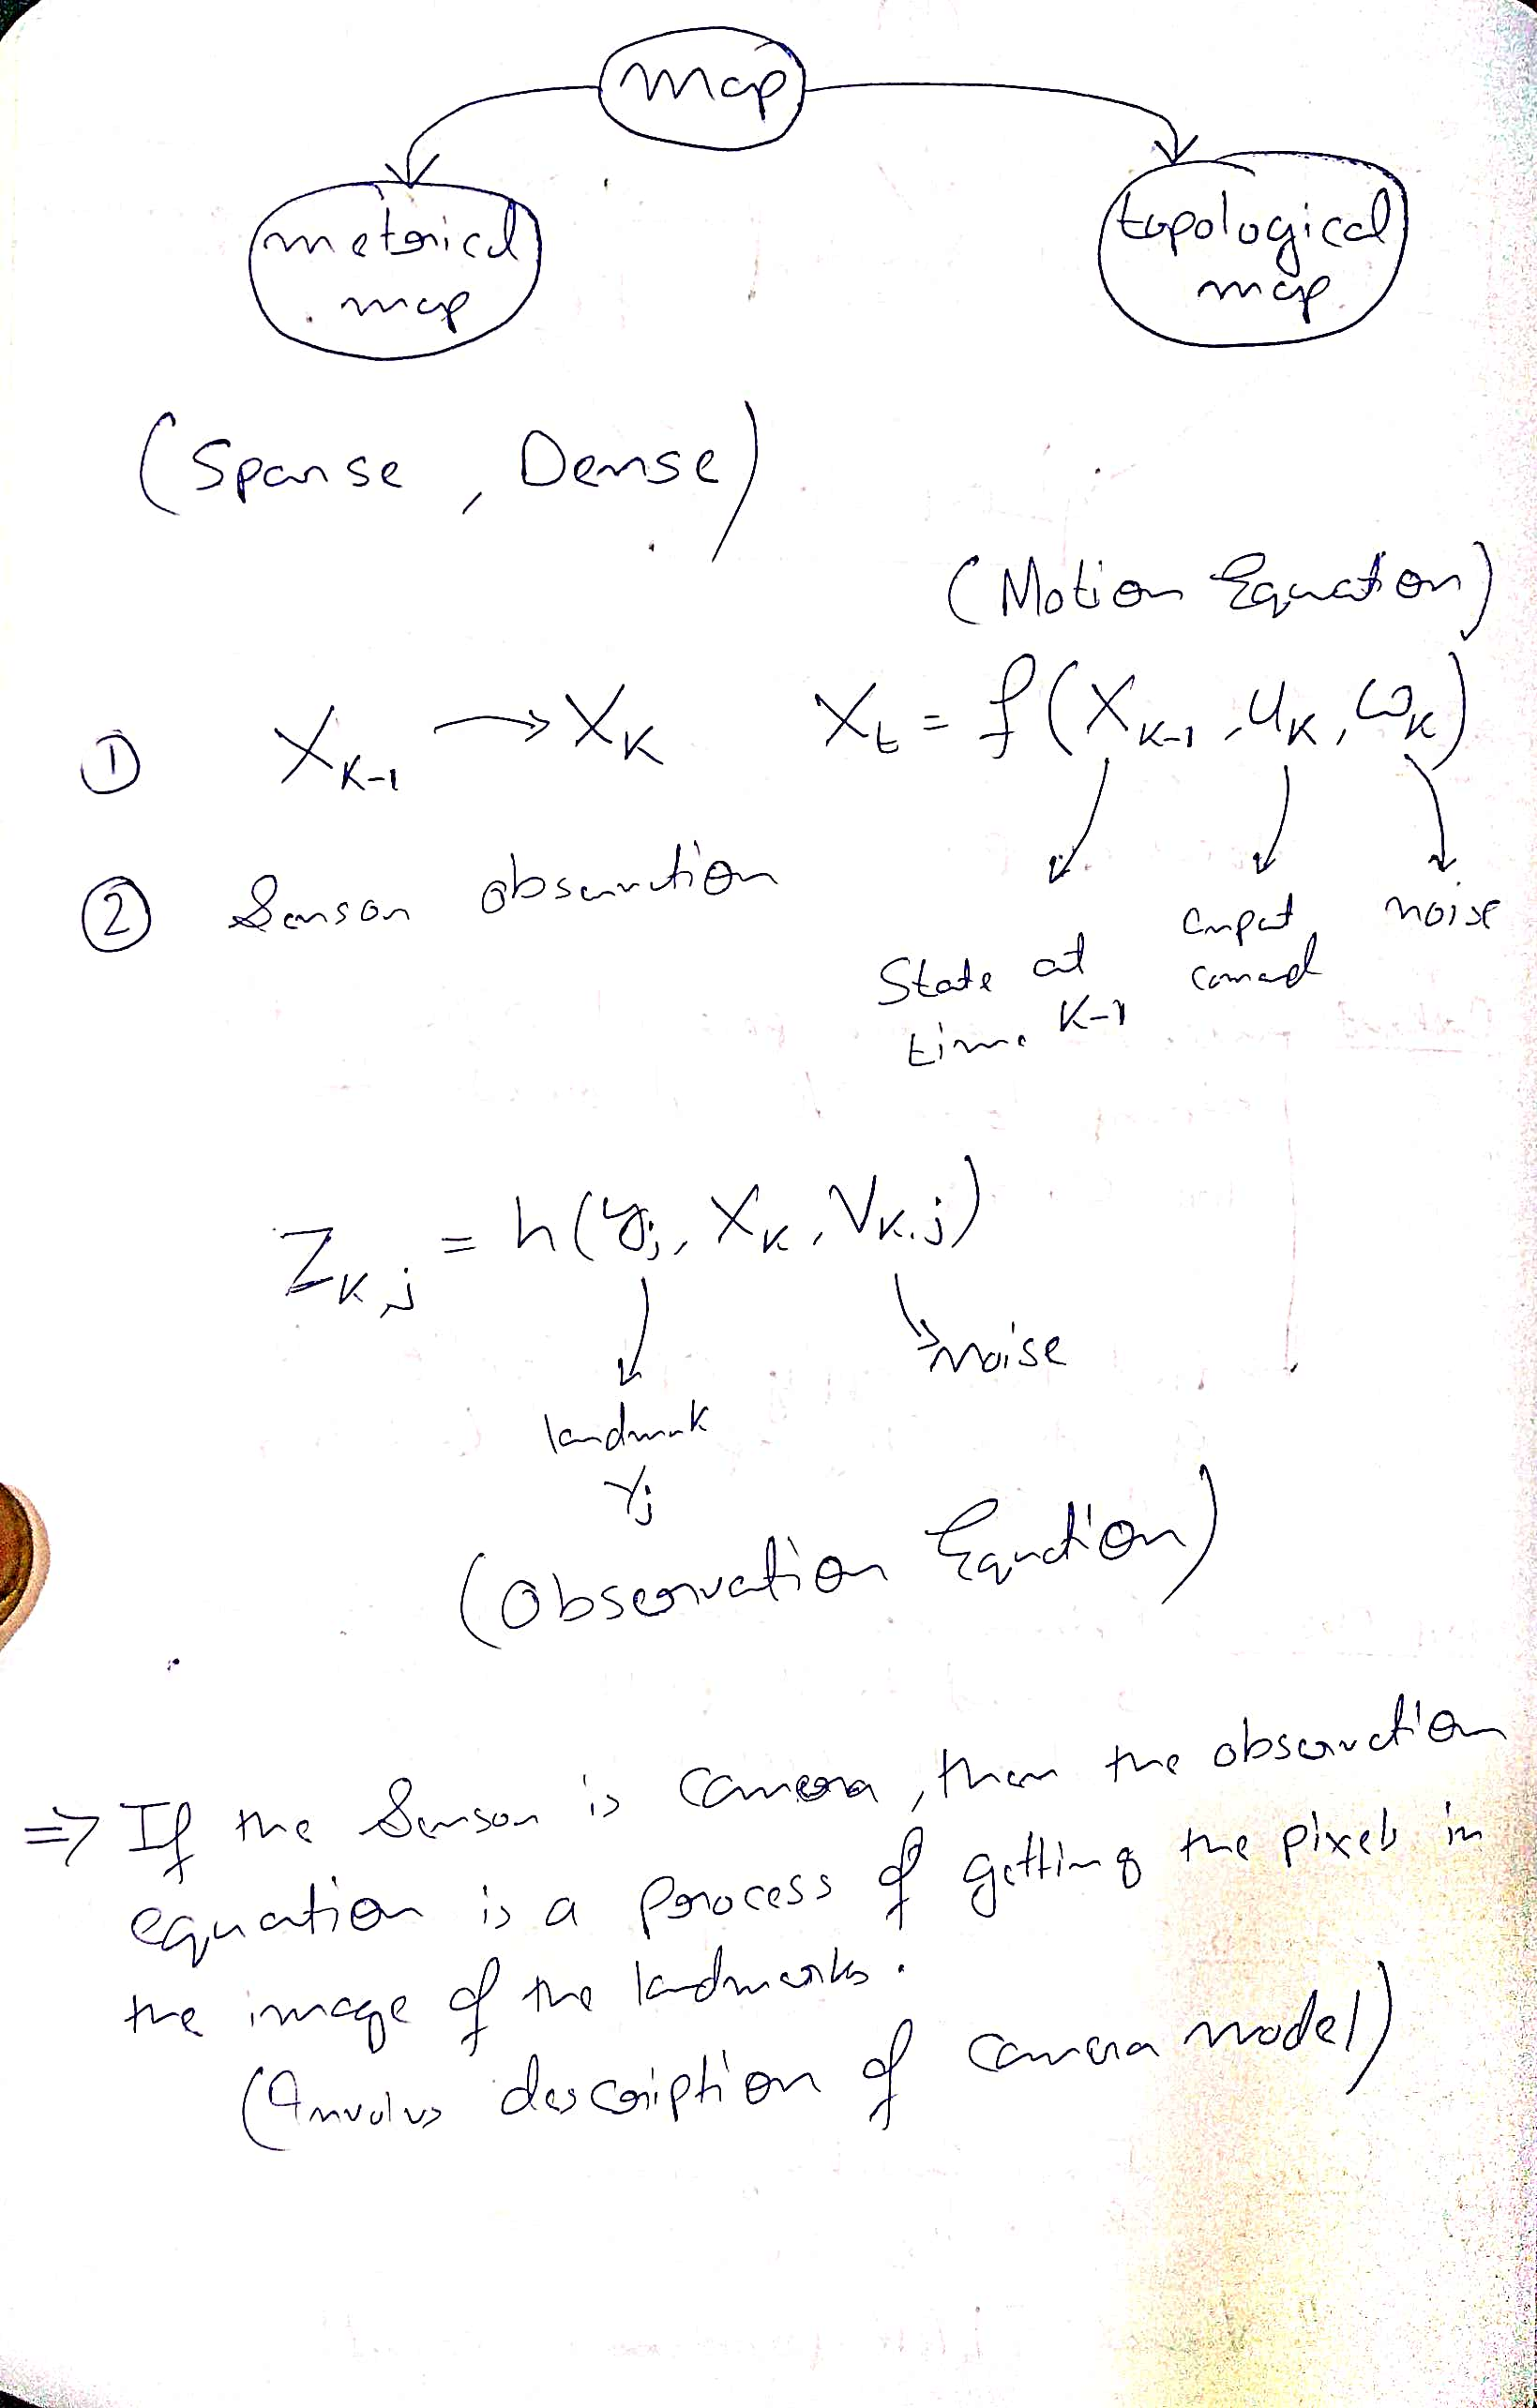 map
metrical
map
topological
map
(Sparse, Dense)
(Motion Equation)
① X_{K-1} → X_K X_t = f(X_{K-1}, U_K, ω_K)
② Sensor observation
State at
time K-1
input
comand
noise
Z_{K,j} = h(y_j, X_K, V_{K,j})
landmark
Y_j
noise
(Observation Equation)
⇒ If the Sensor is camera, then the observation
equation is a process of getting the pixels in
the image of the landmarks.
(Involves description of camera model)